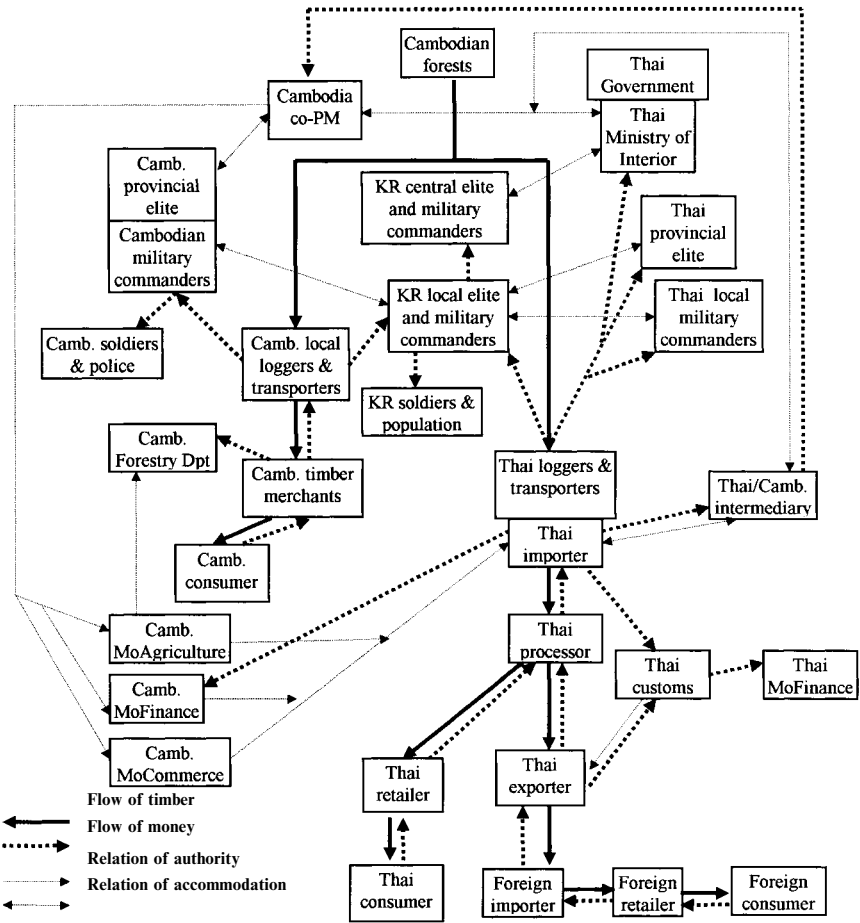 Cambodian
forests
Thai
Government
Cambodia
co-PM
Thai
Ministry of
Interior
Camb.
provincial
elite
KR central elite
and military
commanders
Thai
provincial
elite
Cambodian
military
commanders
KR local elite
and military
commanders
Thai local
military
commanders
Camb. soldiers
& police
Camb. local
loggers &
transporters
KR soldiers &
population
Camb.
Forestry Dpt
Camb. timber
merchants
Thai loggers &
transporters
Thai/Camb.
intermediary
Camb.
consumer
Thai
importer
Camb.
MoAgriculture
Thai
processor
Thai
customs
Thai
MoFinance
Camb.
MoFinance
Camb.
MoCommerce
Thai
retailer
Thai
exporter
Flow of timber
Flow of money
Relation of authority
Relation of accommodation
Thai
consumer
Foreign
importer
Foreign
retailer
Foreign
consumer